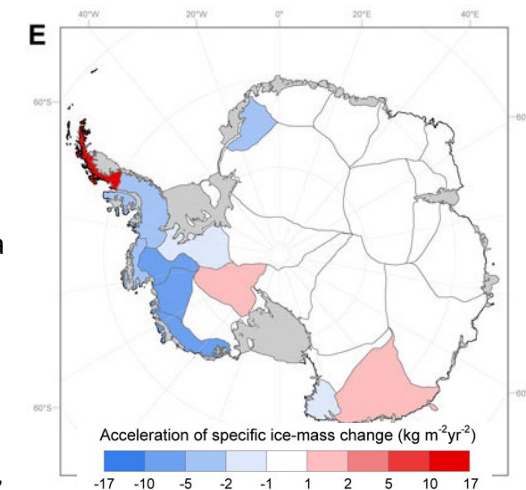 40°W 20°W 0° 20°E 40°E
E
60°S
60°S
Acceleration of specific ice-mass change (kg m⁻²yr⁻²)
-17 -10 -5 -2 -1 1 2 5 10 17